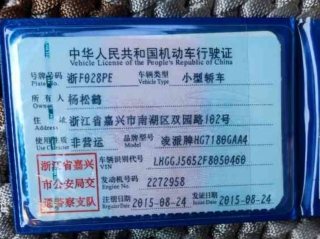 中华人民共和国机动车行驶证
Vehicle License of the People's Republic of China
号牌号码 浙F028PE 车辆类型 小型轿车
Plate No. Vehicle Type
所有人 杨松鹤
Owner
住址 浙江省嘉兴市南湖区双园路102号
使用性质 非营运 品牌型号 凌派牌HG7180GAA4
Model
浙江省嘉兴
市公安局交
通警察支队
车辆识别代号 LHGGJ5652F8050460
VIN
发动机号码 2272958
Engine No.
注册日期 2015-08-24 发证日期 2015-08-24
Register Date Issue Date